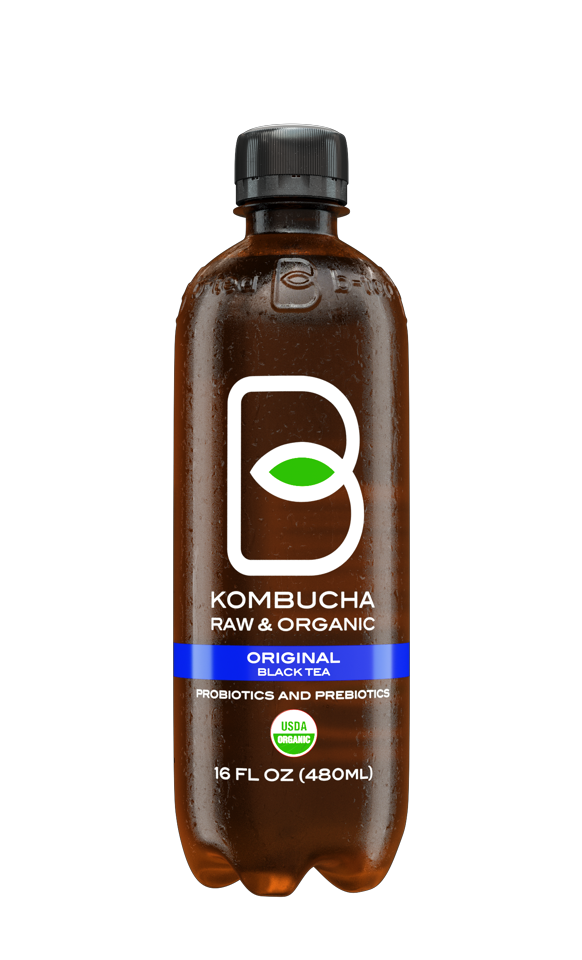 B
B
KOMBUCHA
RAW & ORGANIC
ORIGINAL
BLACK TEA
PROBIOTICS AND PREBIOTICS
USDA
ORGANIC
16 FL OZ (480ML)